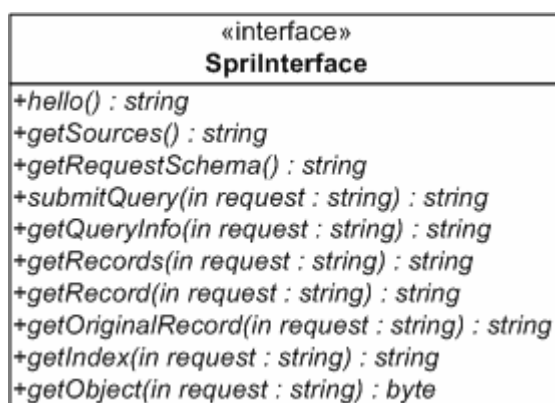 «interface»
SpriInterface
+hello() : string
+getSources() : string
+getRequestSchema() : string
+submitQuery(in request : string) : string
+getQueryInfo(in request : string) : string
+getRecords(in request : string) : string
+getRecord(in request : string) : string
+getOriginalRecord(in request : string) : string
+getIndex(in request : string) : string
+getObject(in request : string) : byte